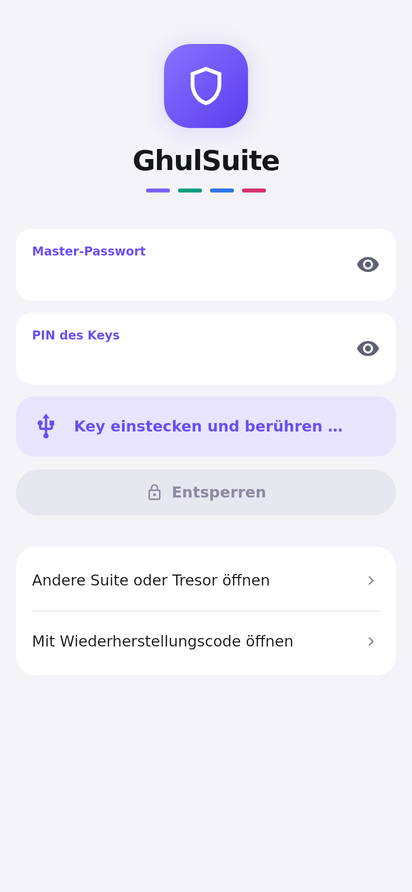 GhulSuite
Master-Passwort
PIN des Keys
Key einstecken und berühren ...
Entsperren
Andere Suite oder Tresor öffnen
Mit Wiederherstellungscode öffnen